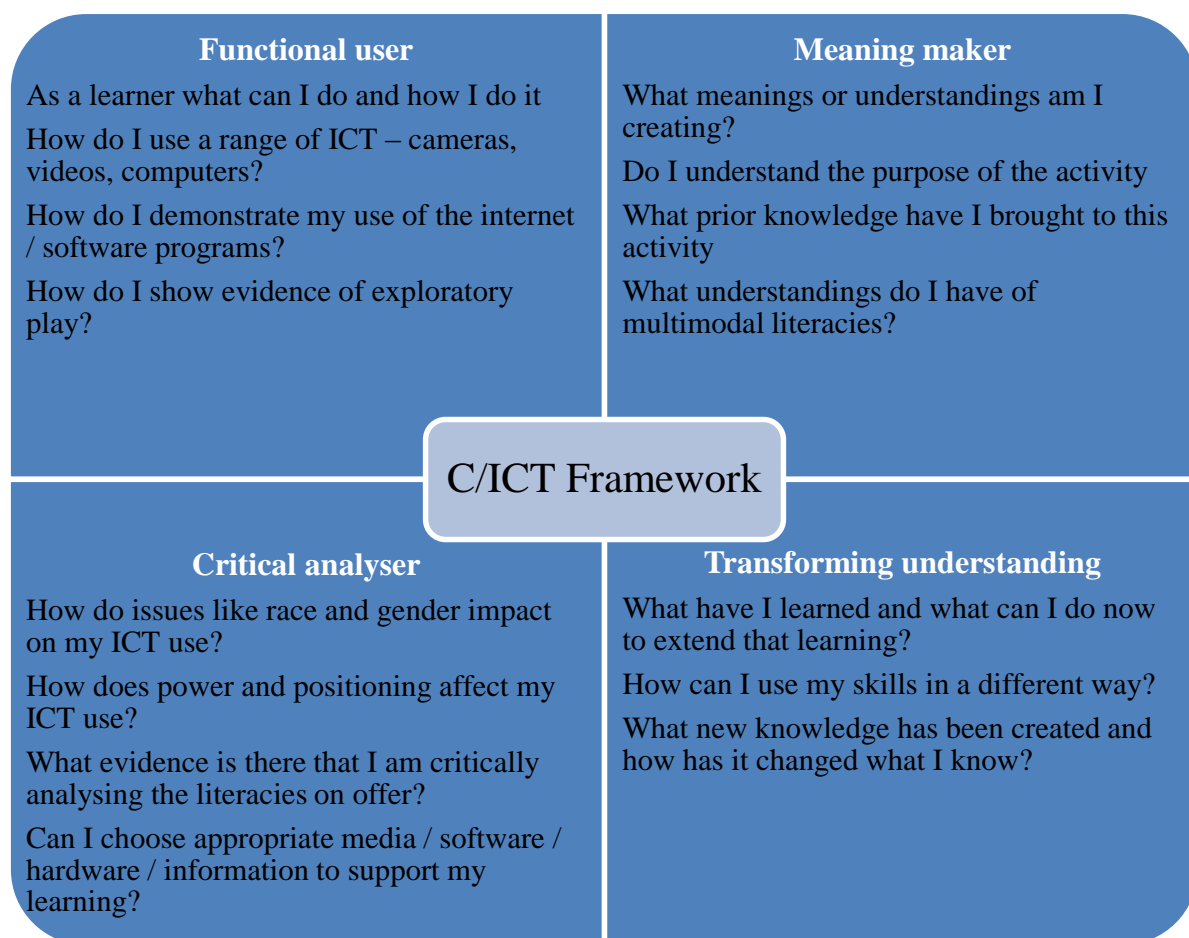 Functional user
As a learner what can I do and how I do it
How do I use a range of ICT – cameras,
videos, computers?
How do I demonstrate my use of the internet
/ software programs?
How do I show evidence of exploratory
play?
Meaning maker
What meanings or understandings am I
creating?
Do I understand the purpose of the activity
What prior knowledge have I brought to this
activity
What understandings do I have of
multimodal literacies?
C/ICT Framework
Critical analyser
How do issues like race and gender impact
on my ICT use?
How does power and positioning affect my
ICT use?
What evidence is there that I am critically
analysing the literacies on offer?
Can I choose appropriate media / software /
hardware / information to support my
learning?
Transforming understanding
What have I learned and what can I do now
to extend that learning?
How can I use my skills in a different way?
What new knowledge has been created and
how has it changed what I know?